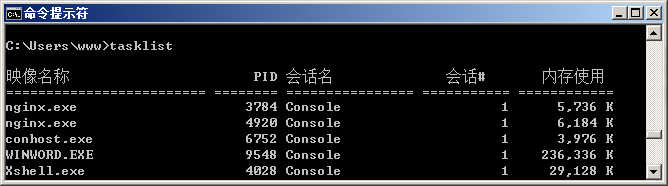 命令提示符
C:\Users\www>tasklist
映像名称                       PID 会话名              会话#       内存使用
========================= ======== ================ =========== ============
nginx.exe                     3784 Console                    1      5,736 K
nginx.exe                     4920 Console                    1      6,184 K
conhost.exe                   6752 Console                    1      3,976 K
WINWORD.EXE                   9548 Console                    1    236,336 K
Xshell.exe                    4028 Console                    1     29,128 K